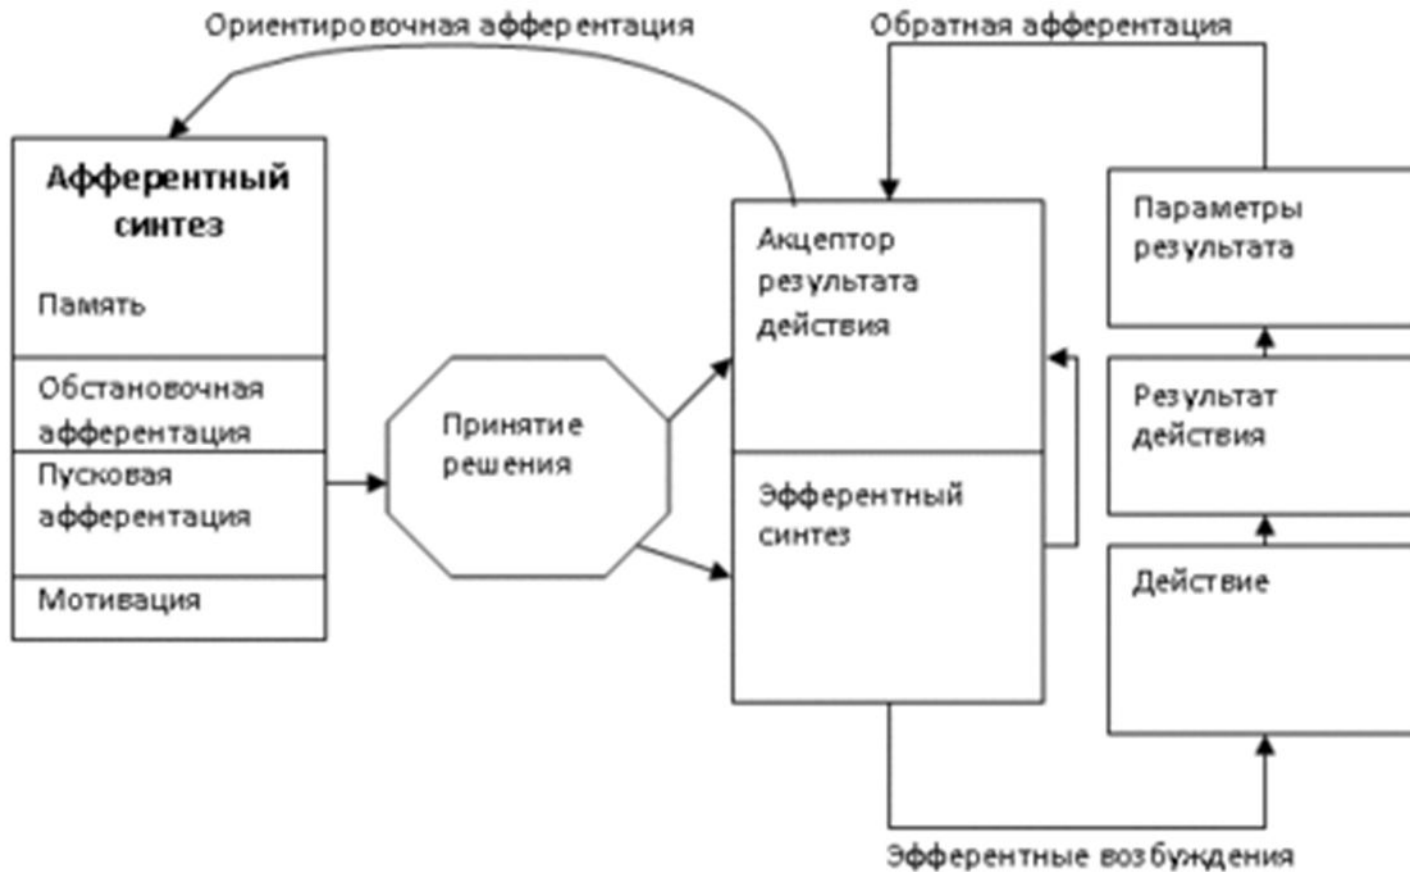 Ориентировочная афферентация
Обратная афферентация
Афферентный
синтез
Память
Обстановочная
афферентация
Пусковая
афферентация
Мотивация
Принятие
решения
Акцептор
результата
действия
Эфферентный
синтез
Параметры
результата
Результат
действия
Действие
Эфферентные возбуждения